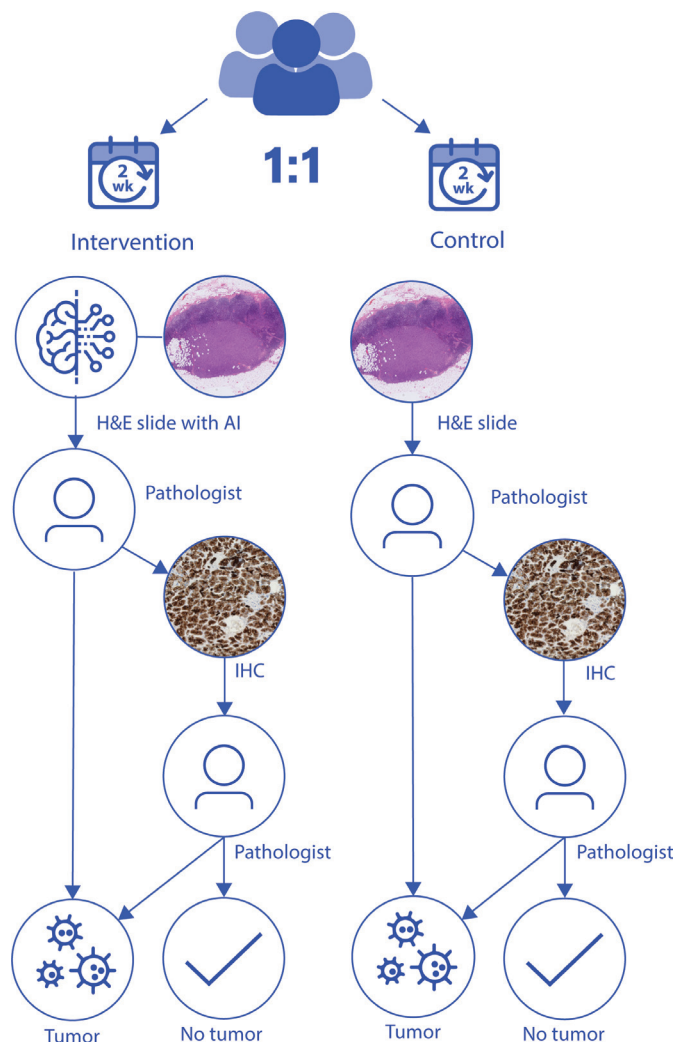 1:1
2
wk
2
wk
Intervention
Control
H&E slide with AI
H&E slide
Pathologist
Pathologist
IHC
IHC
Pathologist
Pathologist
Tumor
No tumor
Tumor
No tumor